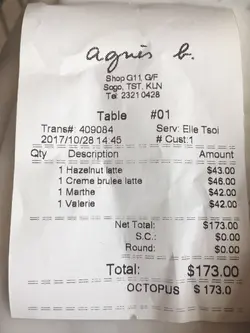 agnès b.
Shop G11, G/F
Sogo, TST, KLN
Tel: 2321 0428
Table #01
Trans#: 409084 Serv: Elle Tsoi
2017/10/28 14:45 # Cust:1
Qty Description Amount
1 Hazelnut latte $43.00
1 Creme brulee latte $46.00
1 Marthe $42.00
1 Valerie $42.00
Net Total: $173.00
S.C.: $0.00
Round: $0.00
Total: $173.00
OCTOPUS $ 173.0